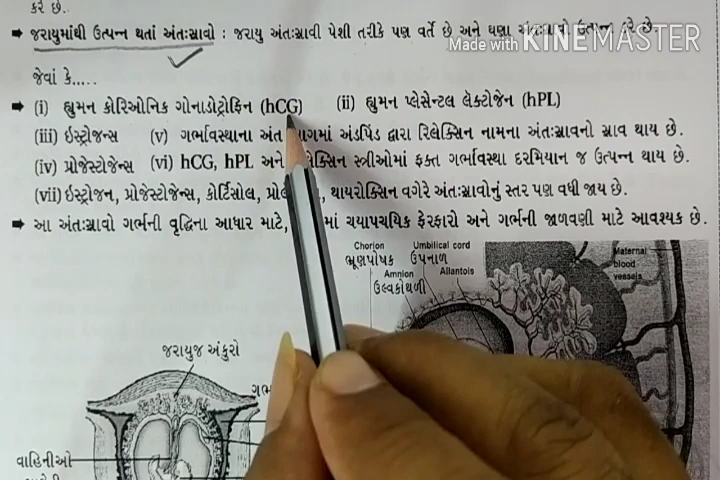 કરે છે.
➡ જરાયુમાંથી ઉત્પન્ન થતાં અંતઃસ્રાવો : જરાયુ અંતઃસ્રાવી પેશી તરીકે પણ વર્તે છે અને ઘણા
Made with KINEMASTER
જેવાં કે.....
➡ (i) હ્યુમન કોરિઓનિક ગોનાડોટ્રોફિન (hCG) (ii) હ્યુમન પ્લેસેન્ટલ લૅક્ટોજેન (hPL)
(iii) ઇસ્ટ્રોજન્સ (v) ગર્ભાવસ્થાના અંત ભાગમાં અંડપિંડ દ્વારા રિલેક્સિન નામના અંતઃસ્રાવનો સ્રાવ થાય છે.
(iv) પ્રોજેસ્ટોજેન્સ (vi) hCG, hPL અને રિલેક્સિન સ્ત્રીઓમાં ફક્ત ગર્ભાવસ્થા દરમિયાન જ ઉત્પન્ન થાય છે.
(vii) ઇસ્ટ્રોજન, પ્રોજેસ્ટોજેન્સ, કોર્ટિસોલ, થાયરોક્સિન વગેરે અંતઃસ્રાવોનું સ્તર પણ વધી જાય છે.
➡ આ અંતઃસ્રાવો ગર્ભની વૃદ્ધિના આધાર માટે, ચયાપચયિક ફેરફારો અને ગર્ભની જાળવણી માટે આવશ્યક છે.
Chorion Umbilical cord
ભ્રૂણપોષક ઉપનાળ
Maternal blood vessels
Amnion Allantois
ઉલ્વકોથળી
જરાયુજ અંકુરો
ગર્ભ
વાહિનીઓ